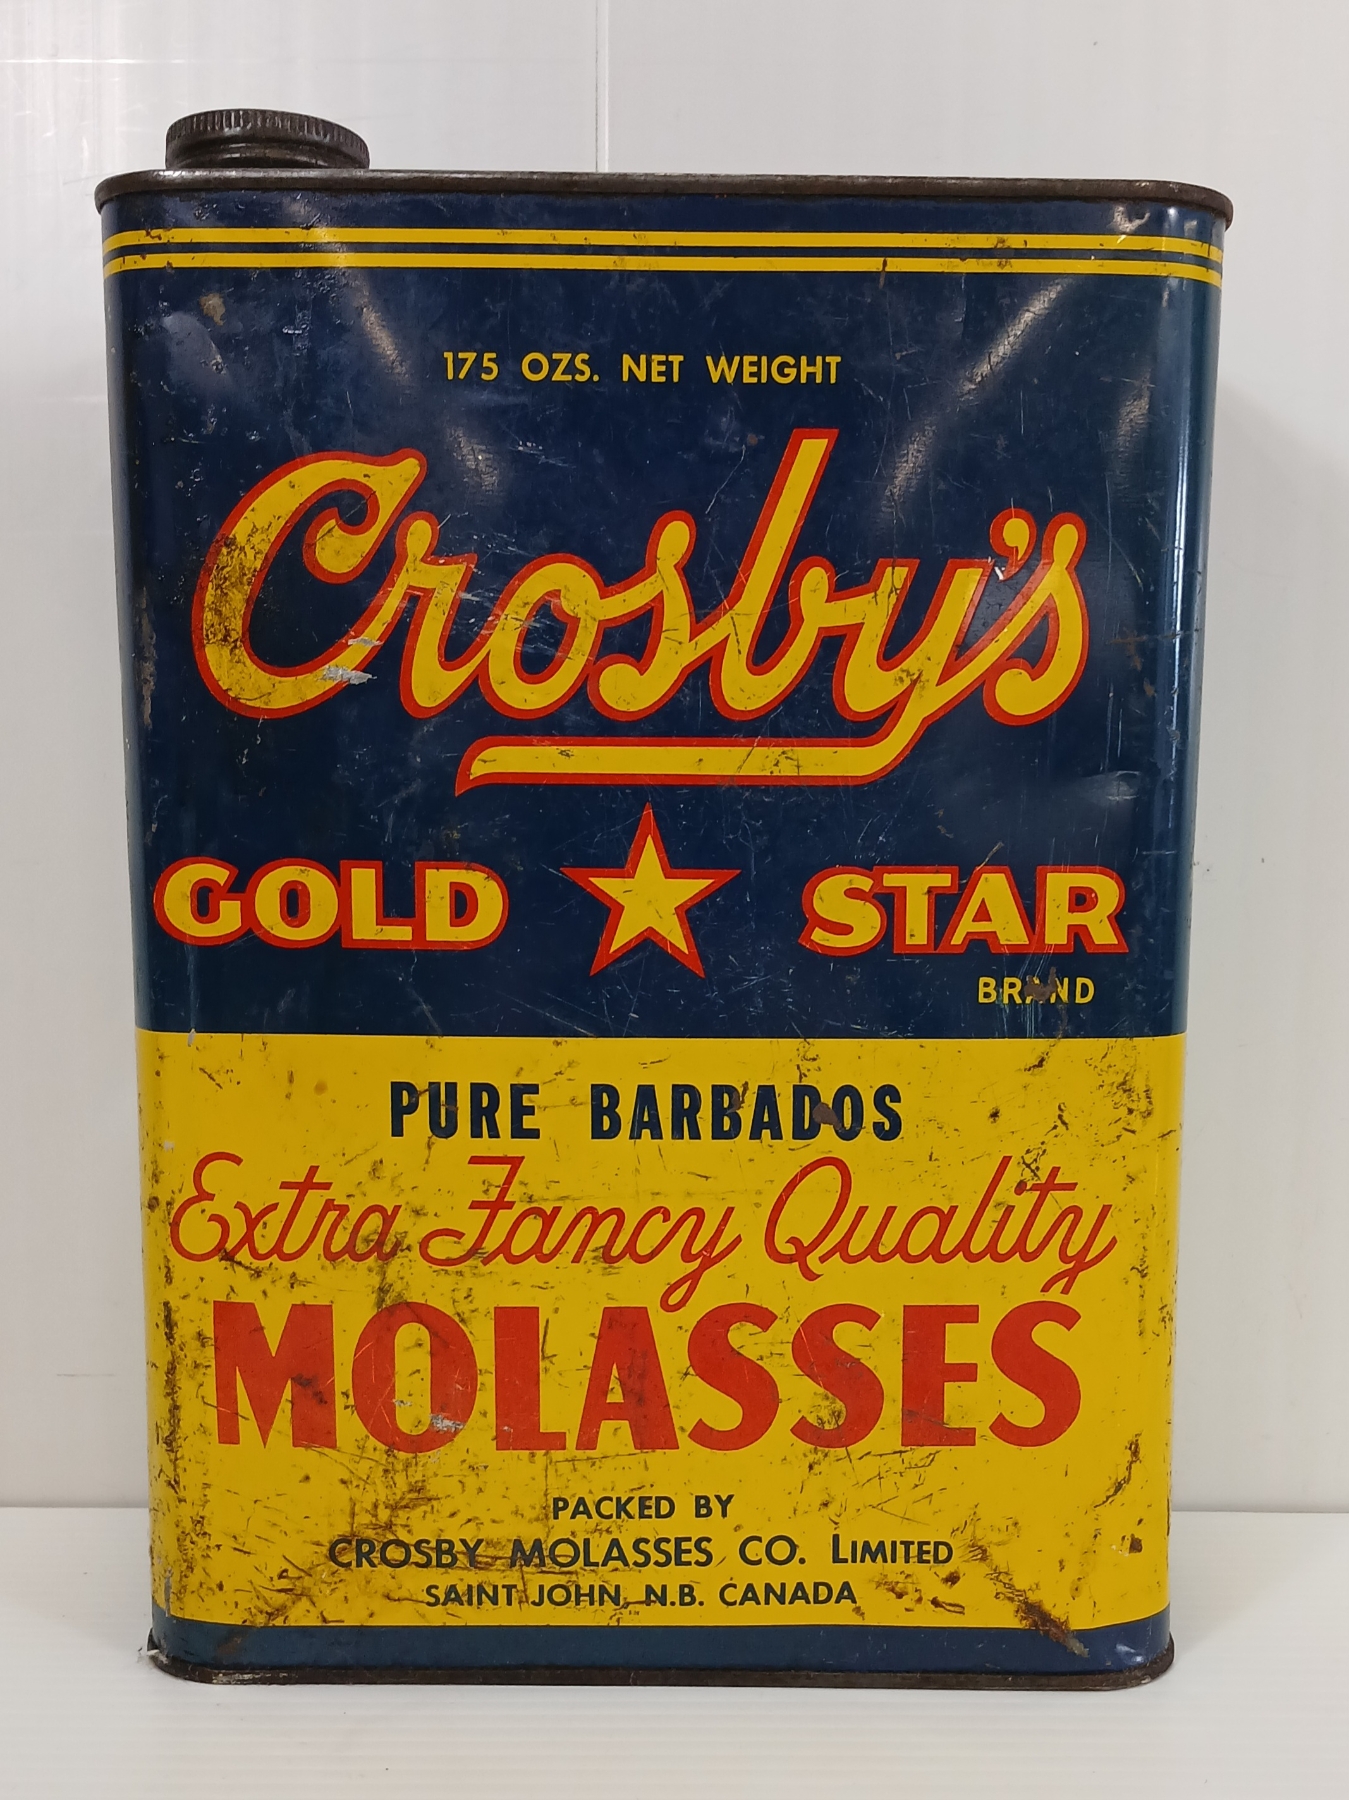 175 OZS. NET WEIGHT
Crosby's
GOLD STAR
BRAND
PURE BARBADOS
Extra Fancy Quality
MOLASSES
PACKED BY
CROSBY MOLASSES CO. LIMITED
SAINT JOHN, N.B. CANADA